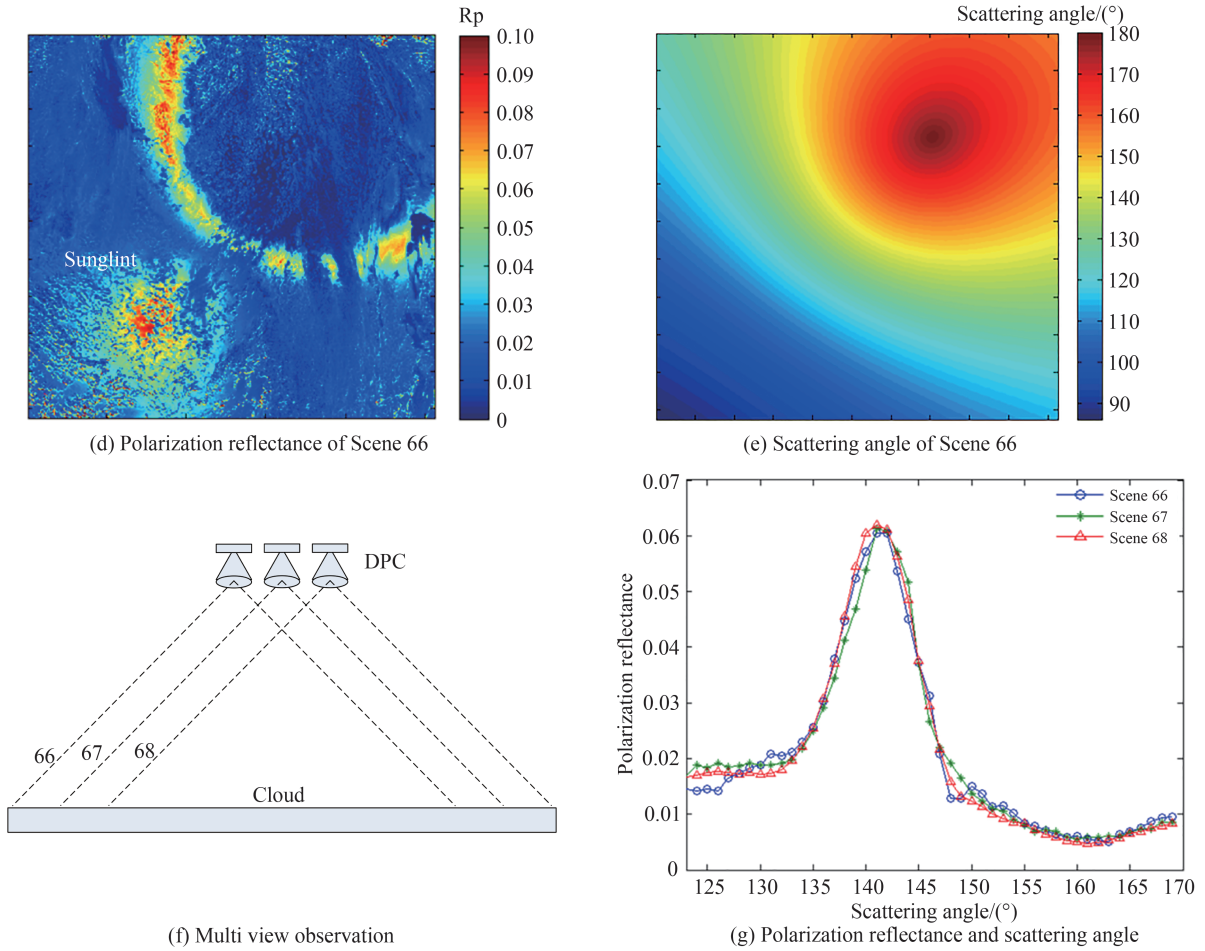 Rp
0.10
0.09
0.08
0.07
0.06
0.05
0.04
0.03
0.02
0.01
0
Sunglint
(d) Polarization reflectance of Scene 66
Scattering angle/(°)
180
170
160
150
140
130
120
110
100
90
(e) Scattering angle of Scene 66
DPC
66
67
68
Cloud
(f) Multi view observation
Polarization reflectance
0.07
0.06
0.05
0.04
0.03
0.02
0.01
0
Scene 66
Scene 67
Scene 68
125 130 135 140 145 150 155 160 165 170
Scattering angle/(°)
(g) Polarization reflectance and scattering angle